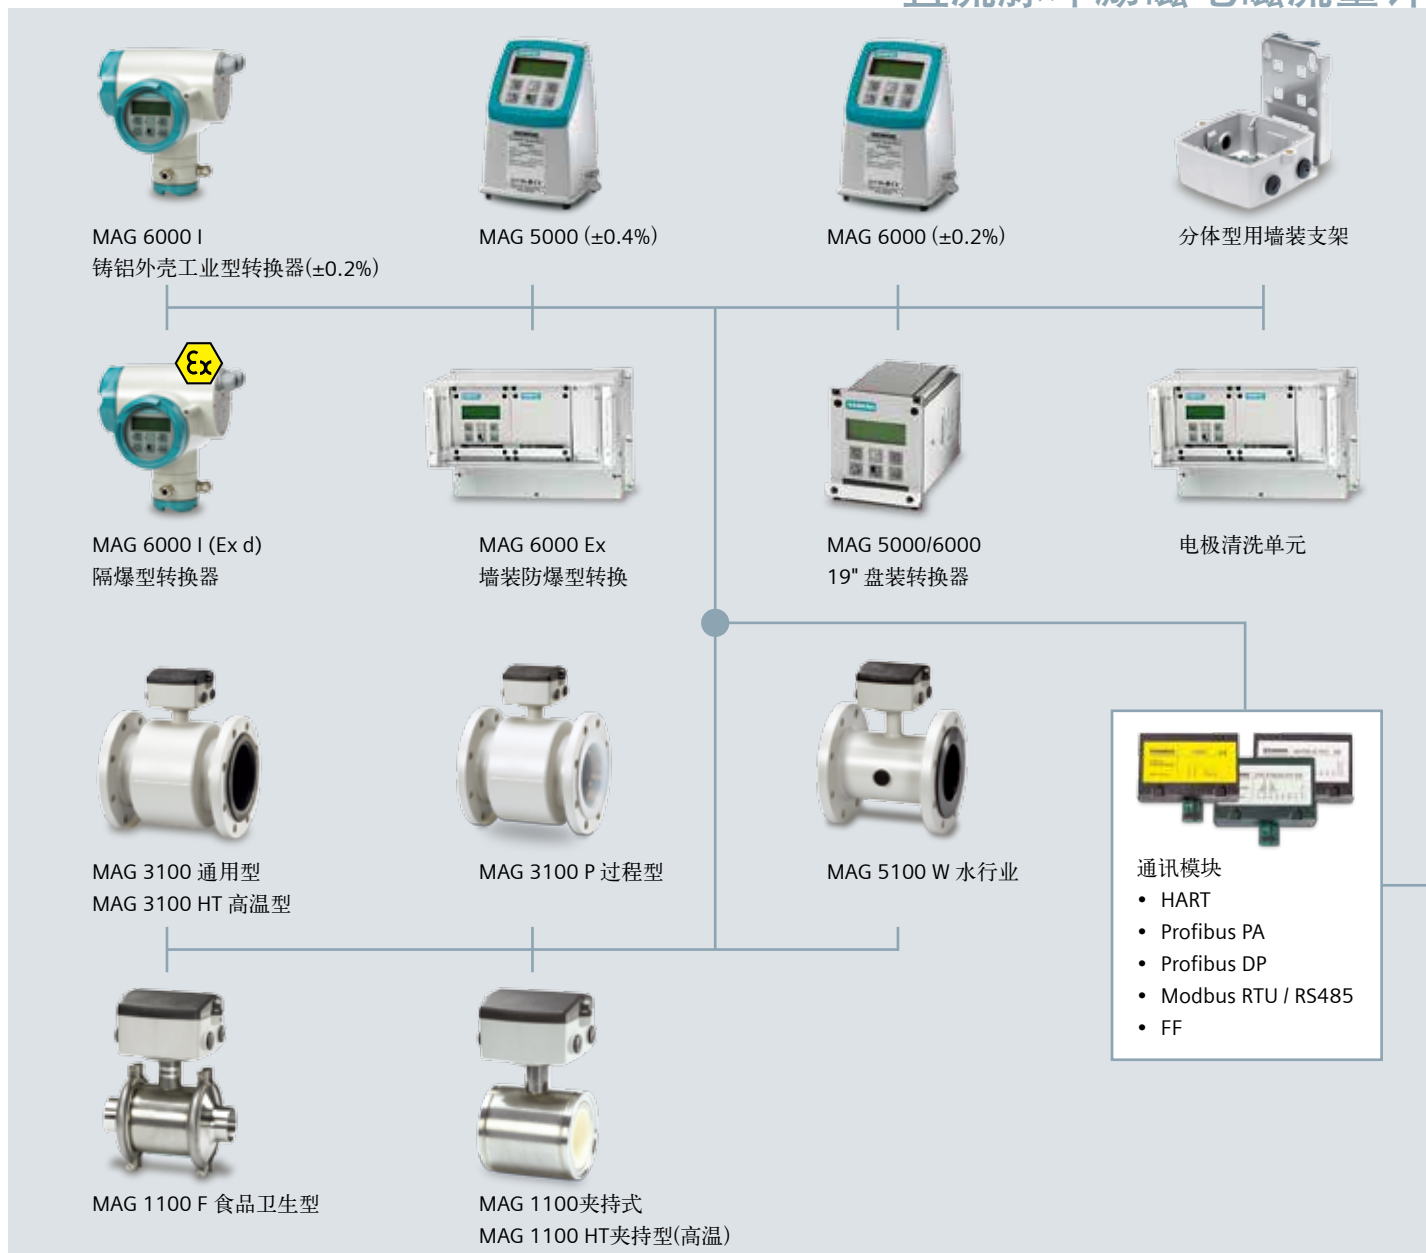 MAG 6000 I
铸铝外壳工业型转换器(±0.2%)
MAG 5000 (±0.4%)
MAG 6000 (±0.2%)
分体型用墙装支架
Ex
MAG 6000 I (Ex d)
隔爆型转换器
MAG 6000 Ex
墙装防爆型转换
MAG 5000/6000
19" 盘装转换器
电极清洗单元
MAG 3100 通用型
MAG 3100 HT 高温型
MAG 3100 P 过程型
MAG 5100 W 水行业
通讯模块
• HART
• Profibus PA
• Profibus DP
• Modbus RTU / RS485
• FF
MAG 1100 F 食品卫生型
MAG 1100夹持式
MAG 1100 HT夹持型(高温)